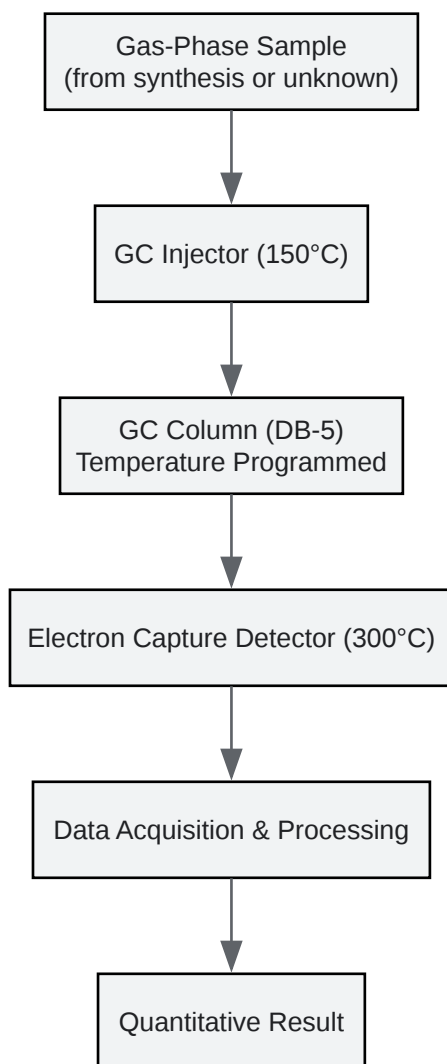 Gas-Phase Sample
(from synthesis or unknown)
GC Injector (150°C)
GC Column (DB-5)
Temperature Programmed
Electron Capture Detector (300°C)
Data Acquisition & Processing
Quantitative Result